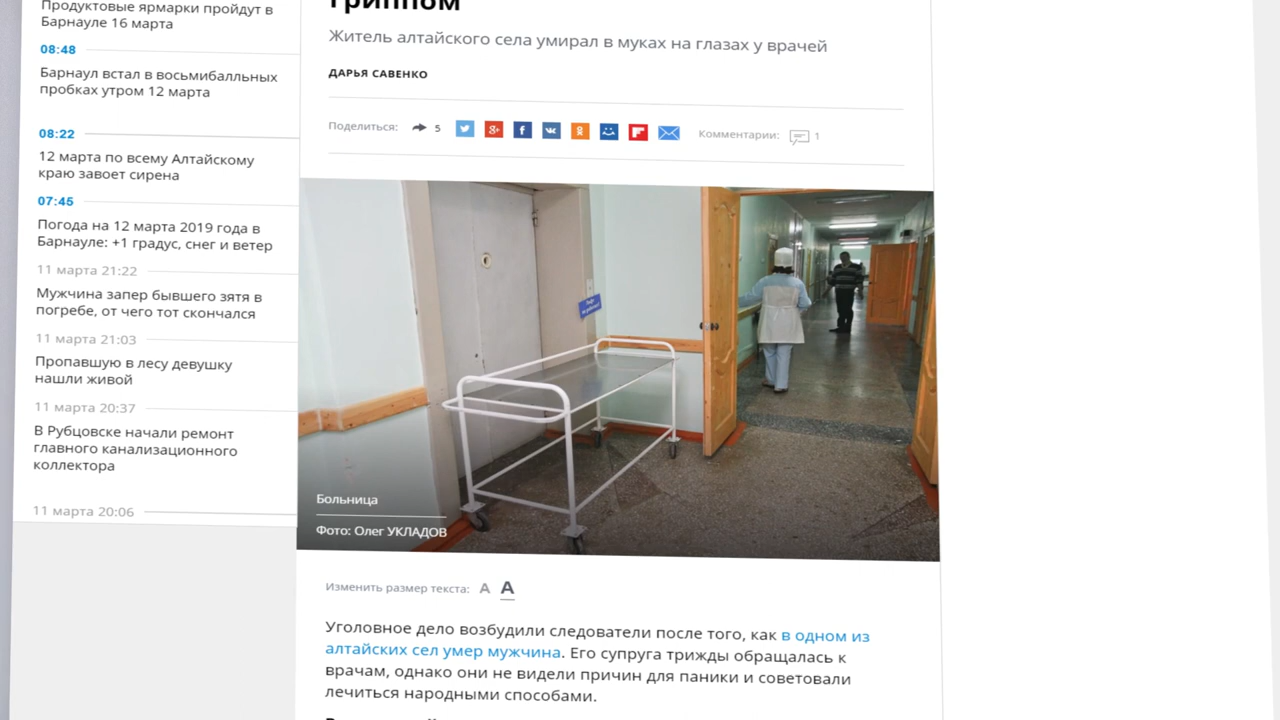 Продуктовые ярмарки пройдут в
Барнауле 16 марта
08:48
Барнаул встал в восьмибалльных
пробках утром 12 марта
08:22
12 марта по всему Алтайскому
краю завоет сирена
07:45
Погода на 12 марта 2019 года в
Барнауле: +1 градус, снег и ветер
11 марта 21:22
Мужчина запер бывшего зятя в
погребе, от чего тот скончался
11 марта 21:03
Пропавшую в лесу девушку
нашли живой
11 марта 20:37
В Рубцовске начали ремонт
главного канализационного
коллектора
11 марта 20:06
гриппом
Житель алтайского села умирал в муках на глазах у врачей
ДАРЬЯ САВЕНКО
Поделиться: 5
Комментарии: 1
Больница
Фото: Олег УКЛАДОВ
Изменить размер текста: А А
Уголовное дело возбудили следователи после того, как в одном из
алтайских сел умер мужчина. Его супруга трижды обращалась к
врачам, однако они не видели причин для паники и советовали
лечиться народными способами.